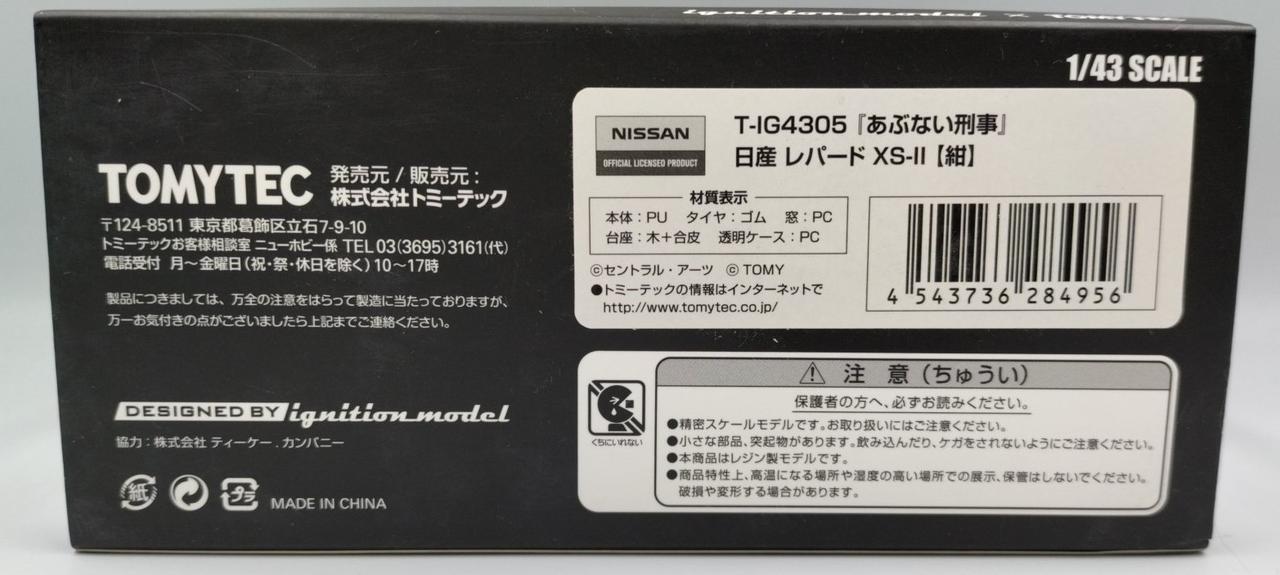 ignition model × TOMYTEC
1/43 SCALE
TOMYTEC 発売元 / 販売元 :
株式会社トミーテック
〒124-8511 東京都葛飾区立石7-9-10
トミーテックお客様相談室 ニューホビー係 TEL 03(3695)3161(代)
電話受付 月〜金曜日(祝・祭・休日を除く)10〜17時
製品につきましては、万全の注意をはらって製造に当たっておりますが、
万一お気付きの点がございましたら上記までご連絡ください。
DESIGNED BY ignition model
協力:株式会社 ティーケー.カンパニー
紙
プラ
MADE IN CHINA
NISSAN
OFFICIAL LICENSED PRODUCT
T-IG4305『あぶない刑事』
日産 レパード XS-II【紺】
材質表示
本体:PU タイヤ:ゴム 窓:PC
台座:木+合皮 透明ケース:PC
©セントラル・アーツ © TOMY
●トミーテックの情報はインターネットで
http://www.tomytec.co.jp/
4 543736 284956
くちにいれない
注 意(ちゅうい)
保護者の方へ、必ずお読みください。
●精密スケールモデルです。お取り扱いにはご注意ください。
●小さな部品、突起物があります。飲み込んだり、ケガをされないようにご注意ください。
●本商品はレジン製モデルです。
●商品特性上、高温になる場所や湿度の高い場所での展示、保管はしないでください。
破損や変形する場合があります。